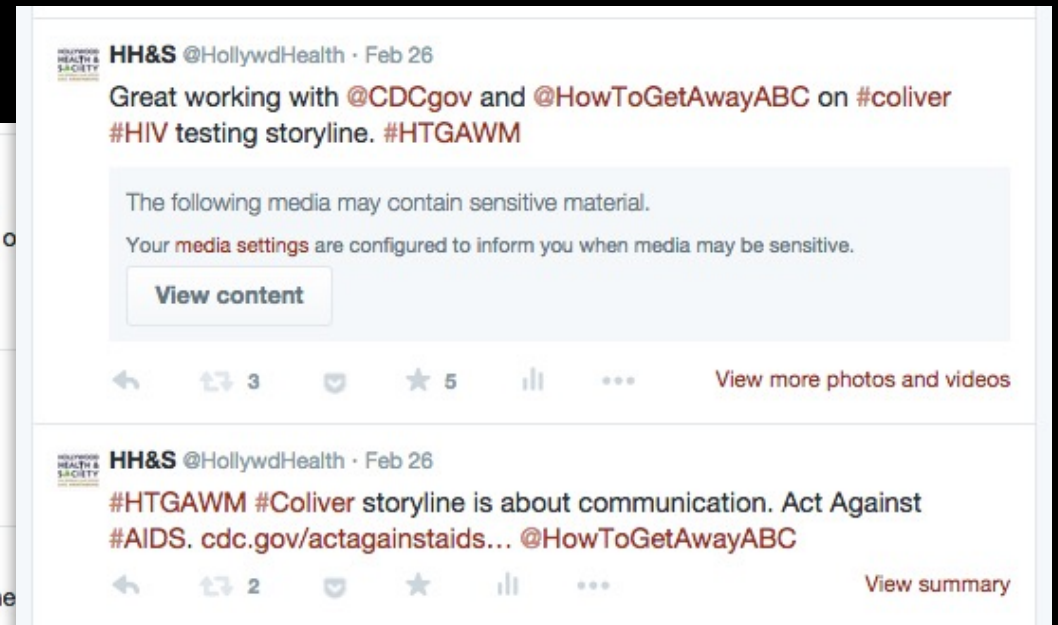 HH&S @HollywdHealth · Feb 26
Great working with @CDCgov and @HowToGetAwayABC on #coliver
#HIV testing storyline. #HTGAWM
The following media may contain sensitive material.
Your media settings are configured to inform you when media may be sensitive.
View content
3 5 View more photos and videos
HOLLYWOOD
HEALTH &
SOCIETY
HH&S @HollywdHealth · Feb 26
#HTGAWM #Coliver storyline is about communication. Act Against
#AIDS. cdc.gov/actagainstaids... @HowToGetAwayABC
2 View summary